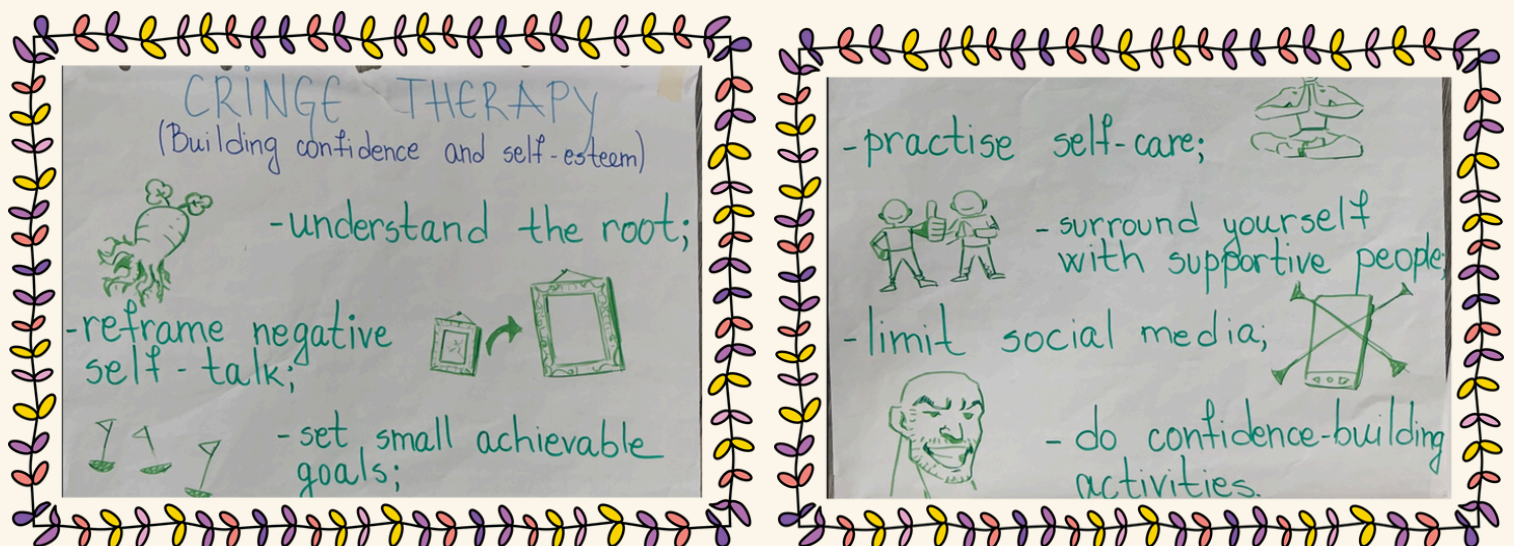 CRINGE THERAPY
(Building confidence and self-esteem)
-understand the root;
-reframe negative
self-talk;
-set small achievable
goals;
-practise self-care;
-surround yourself
with supportive people;
-limit social media;
- do confidence-building
activities.